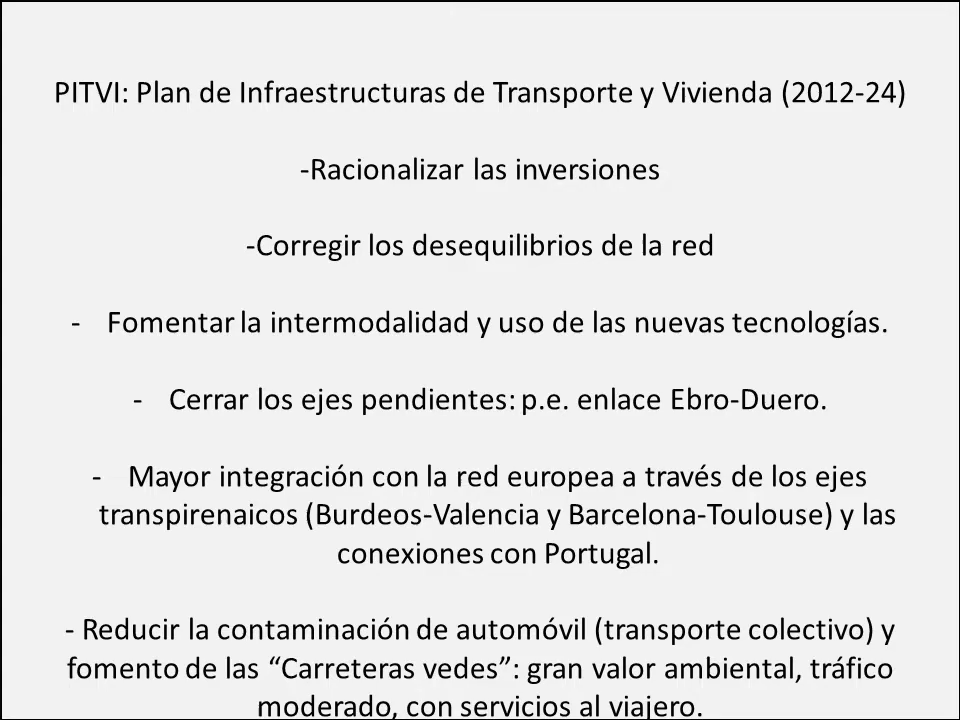 PITVI: Plan de Infraestructuras de Transporte y Vivienda (2012-24)
-Racionalizar las inversiones
-Corregir los desequilibrios de la red
- Fomentar la intermodalidad y uso de las nuevas tecnologías.
- Cerrar los ejes pendientes: p.e. enlace Ebro-Duero.
- Mayor integración con la red europea a través de los ejes
transpirenaicos (Burdeos-Valencia y Barcelona-Toulouse) y las
conexiones con Portugal.
- Reducir la contaminación de automóvil (transporte colectivo) y
fomento de las “Carreteras vedes”: gran valor ambiental, tráfico
moderado, con servicios al viajero.